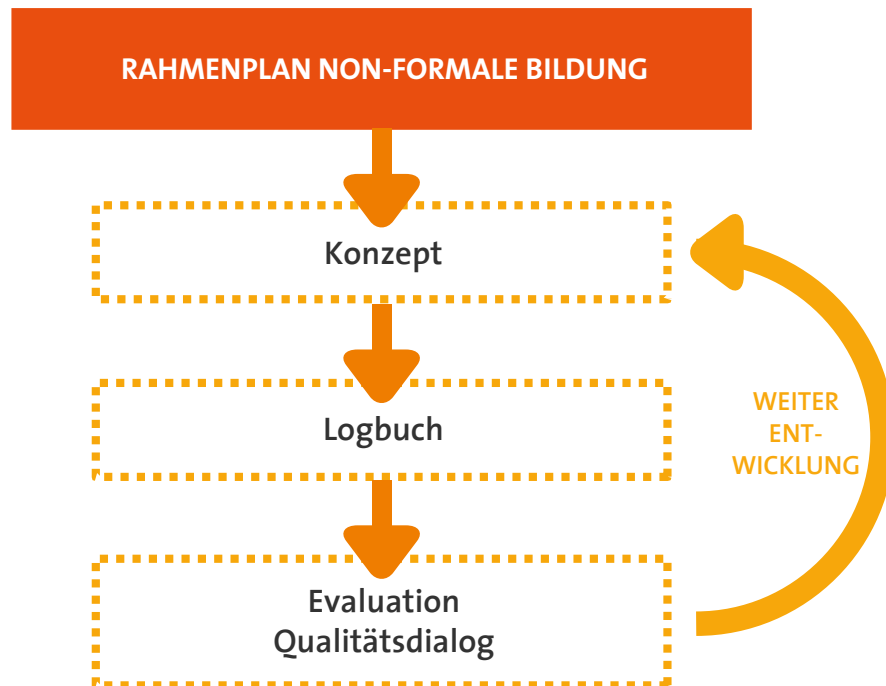 RAHMENPLAN NON-FORMALE BILDUNG
Konzept
Logbuch
WEITER
ENT-
WICKLUNG
Evaluation
Qualitätsdialog